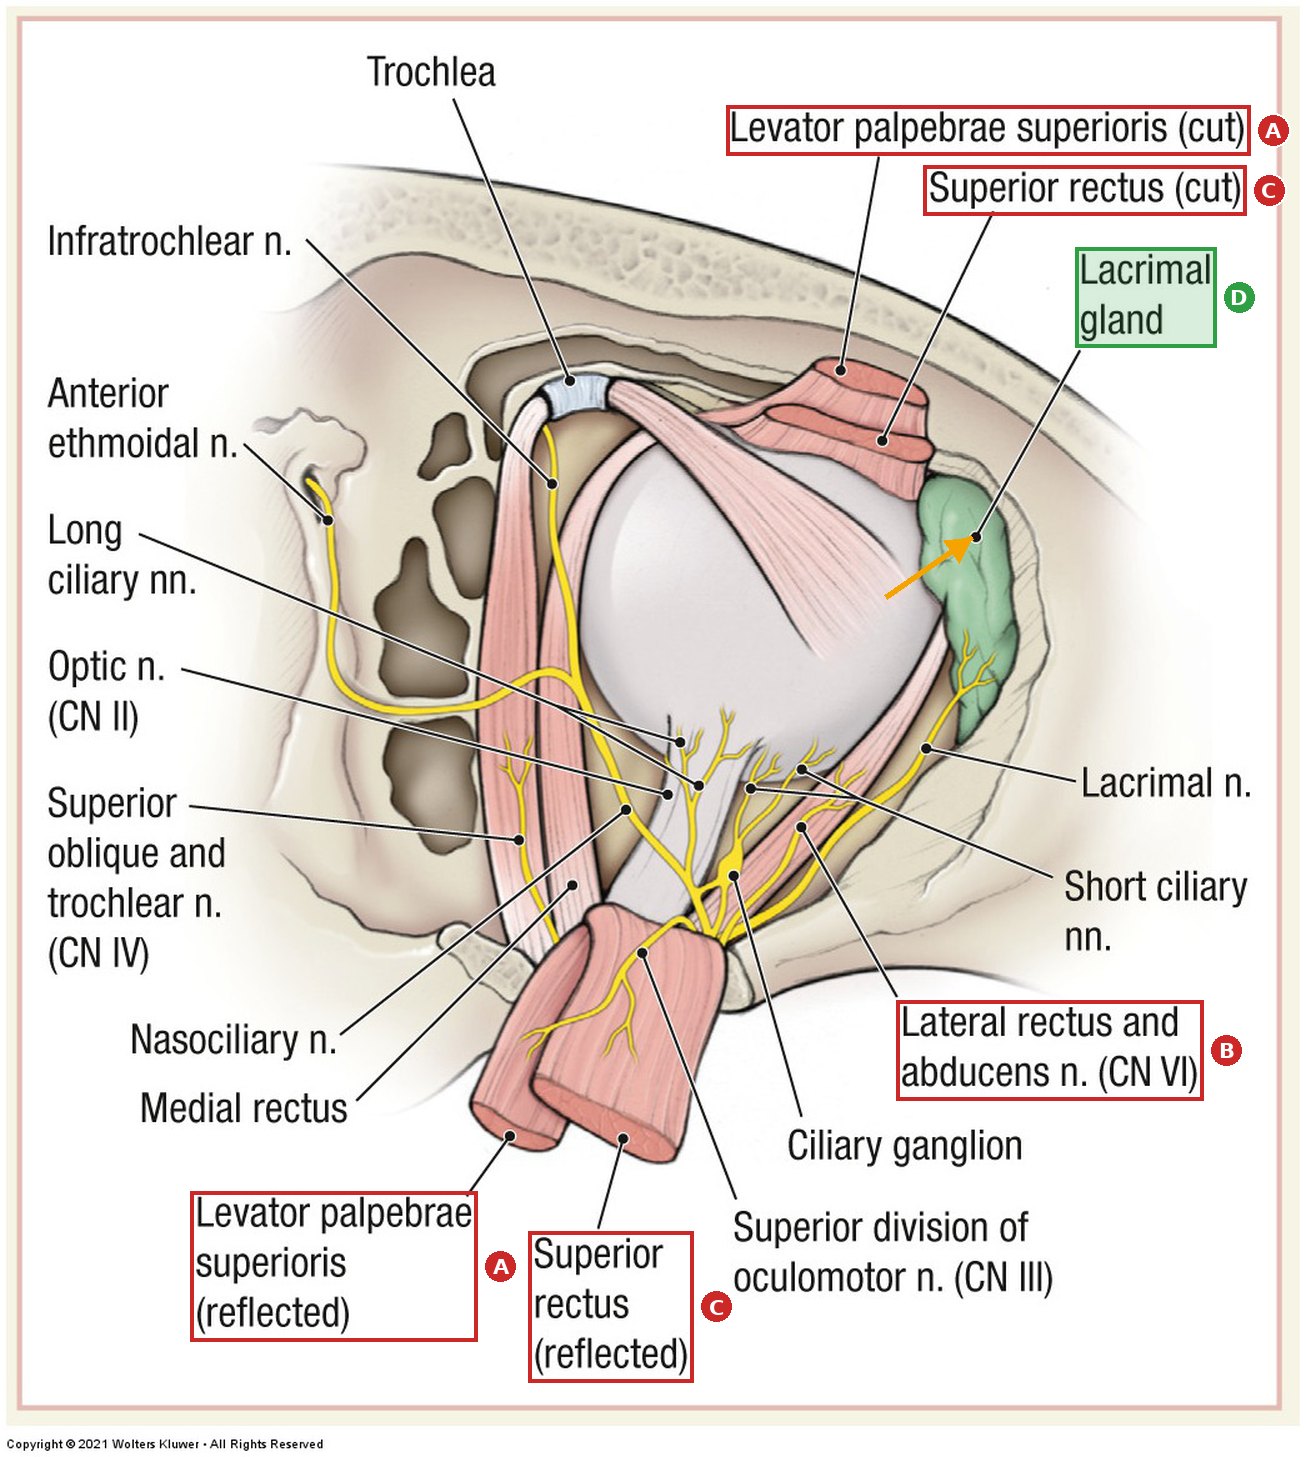 Trochlea
Levator palpebrae superioris (cut)
A
Superior rectus (cut)
C
Infratrochlear n.
Lacrimal
gland
D
Anterior
ethmoidal n.
Long
ciliary nn.
Optic n.
(CN II)
Superior
oblique and
trochlear n.
(CN IV)
Lacrimal n.
Short ciliary
nn.
Nasociliary n.
Medial rectus
Lateral rectus and
abducens n. (CN VI)
B
Ciliary ganglion
Levator palpebrae
superioris
(reflected)
A
Superior
rectus
(reflected)
C
Superior division of
oculomotor n. (CN III)
Copyright © 2021 Wolters Kluwer • All Rights Reserved